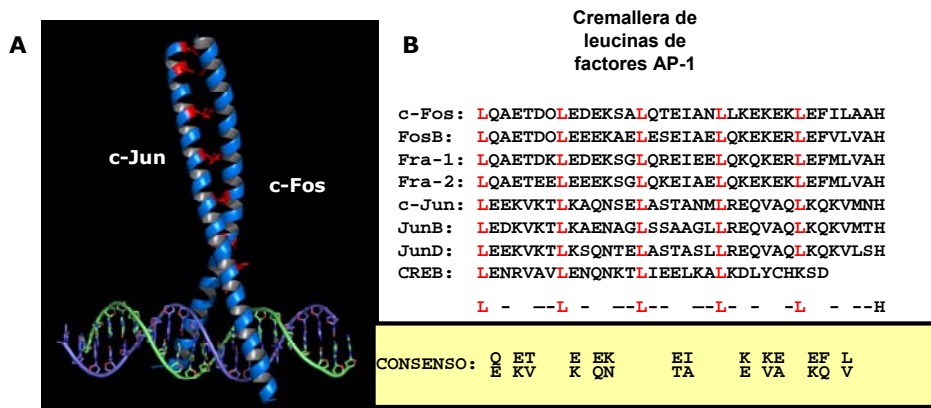 A
c-Jun
c-Fos
B
Cremallera de
leucinas de
factores AP-1
c-Fos: LQAETDOLEDEKSALQTEIANLLKEKEKLEFILAAH
FosB: LQAETDOLEEEKAELESEIAELQKEKERLEFVLVAH
Fra-1: LQAETDKLEDEKSGLQREIEELQKQKERLEFMLVAH
Fra-2: LQAETEELEEEKSGLQKEIAELQKEKEKLEFMLVAH
c-Jun: LEEKVKTLKAQNSELASTANMLREQVAQLKQKVMNH
JunB: LEDKVKTLKAENAGLSSAAGLLREQVAQLKQKVMTH
JunD: LEEKVKTLKSQNTELASTASLLREQVAQLKQKVLSH
CREB: LENRVAVLENQNKTLIEELKALKDLYCHKSD
L - --L - --L - --L - - L - --H
CONSENSO:
Q ET E EK EI K KE EF L
E KV K QN TA E VA KQ V